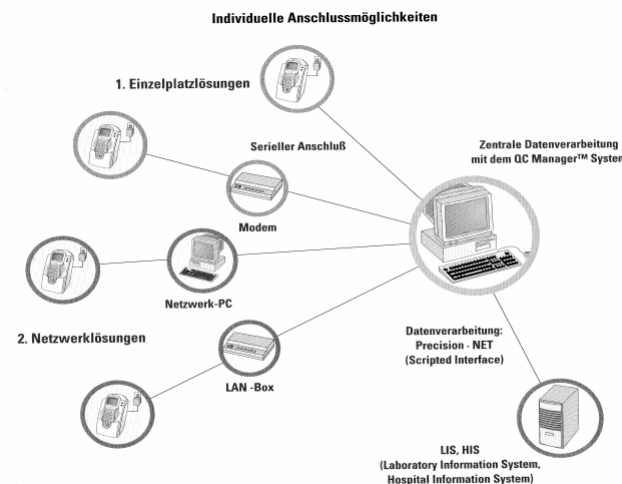 Individuelle Anschlussmöglichkeiten
1. Einzelplatzlösungen
Serieller Anschluß
Zentrale Datenverarbeitung
mit dem QC Manager™ System
Modem
Netzwerk-PC
2. Netzwerklösungen
Datenverarbeitung:
Precision - NET
(Scripted Interface)
LAN -Box
LIS, HIS
(Laboratory Information System,
Hospital Information System)